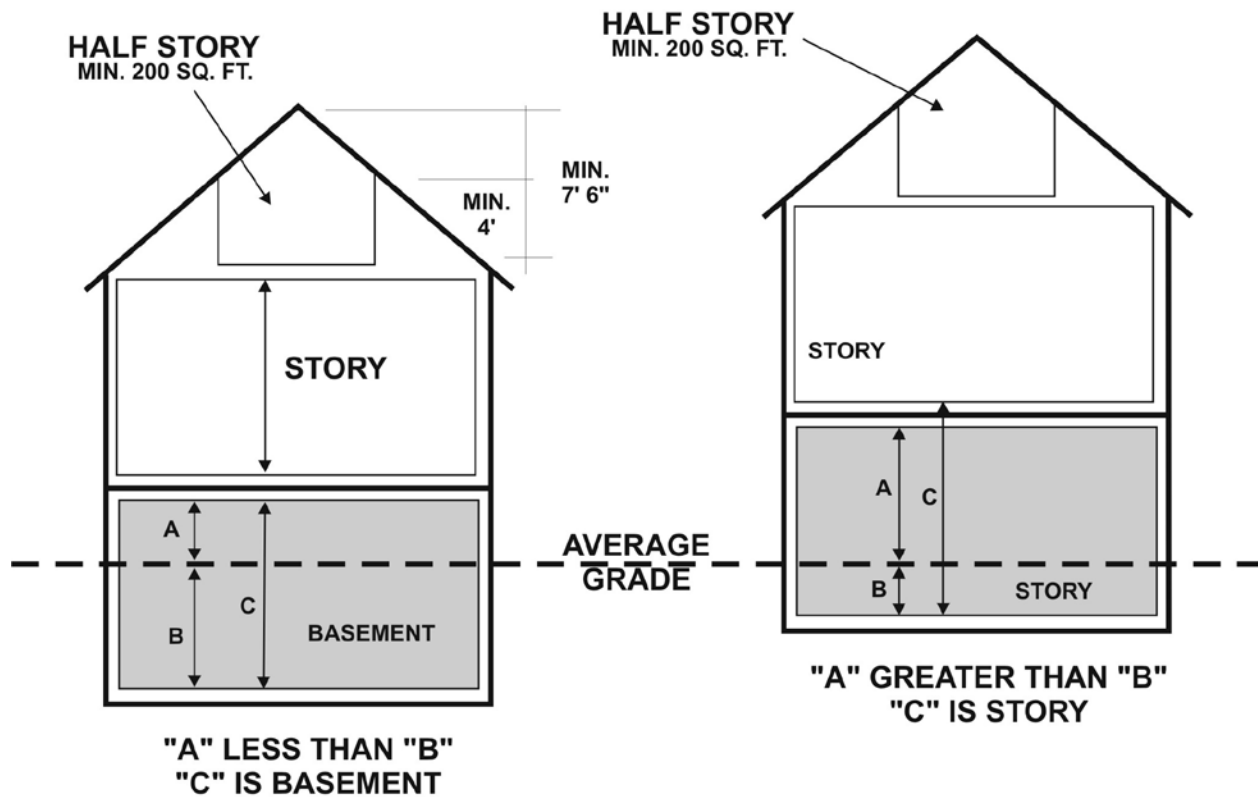 HALF STORY
MIN. 200 SQ. FT.
MIN.
7' 6"
MIN.
4'
STORY
A
B
C
BASEMENT
"A" LESS THAN "B"
"C" IS BASEMENT
AVERAGE
GRADE
HALF STORY
MIN. 200 SQ. FT.
STORY
A
C
B
STORY
"A" GREATER THAN "B"
"C" IS STORY